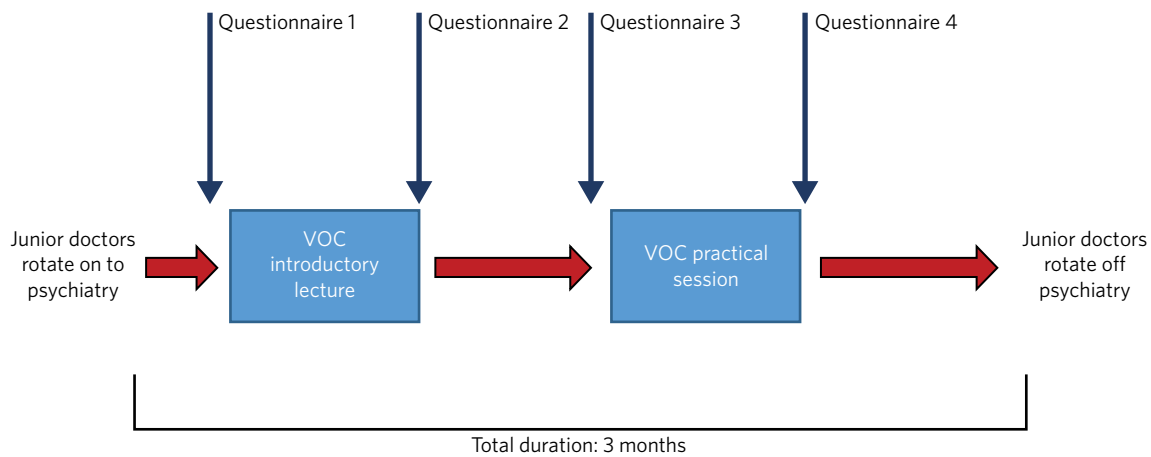 Questionnaire 1
Questionnaire 2
Questionnaire 3
Questionnaire 4
Junior doctors
rotate on to
psychiatry
VOC
introductory
lecture
VOC practical
session
Junior doctors
rotate off
psychiatry
Total duration: 3 months